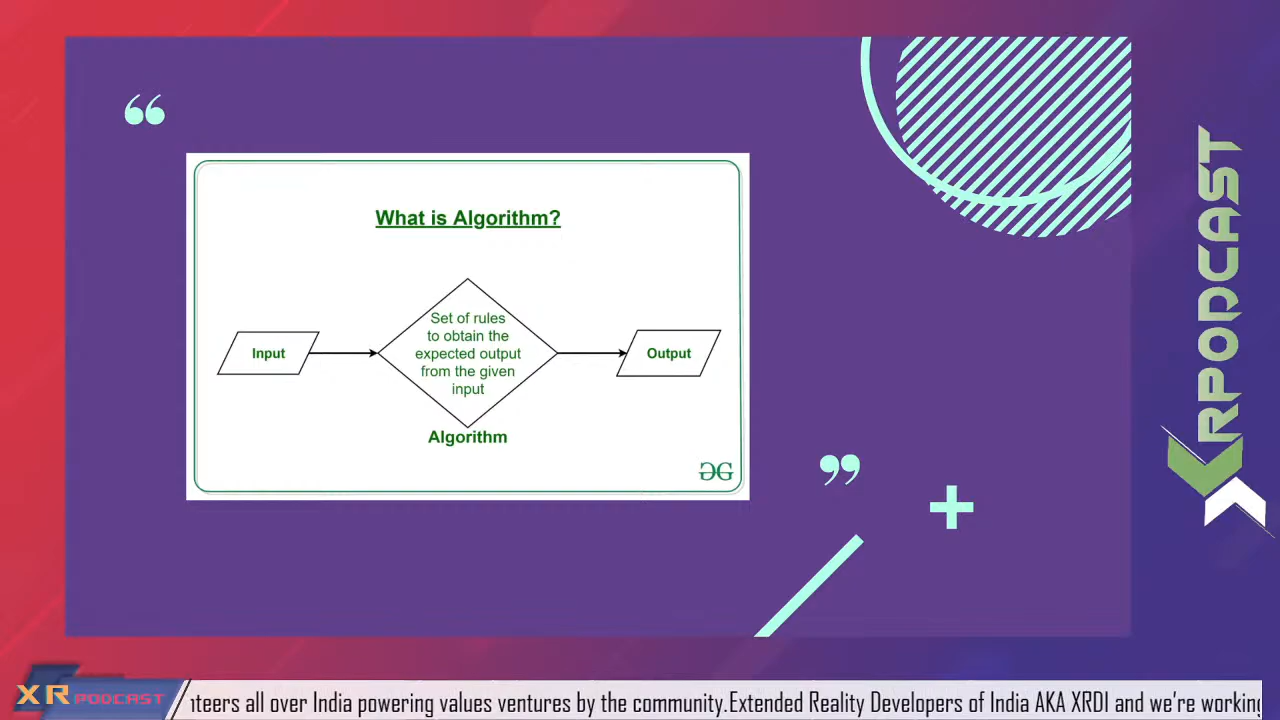 What is Algorithm?
Input
Set of rules
to obtain the
expected output
from the given
input
Output
Algorithm
XRPODCAST
XR PODCAST
nteers all over India powering values ventures by the community.Extended Reality Developers of India AKA XRDI and we're working